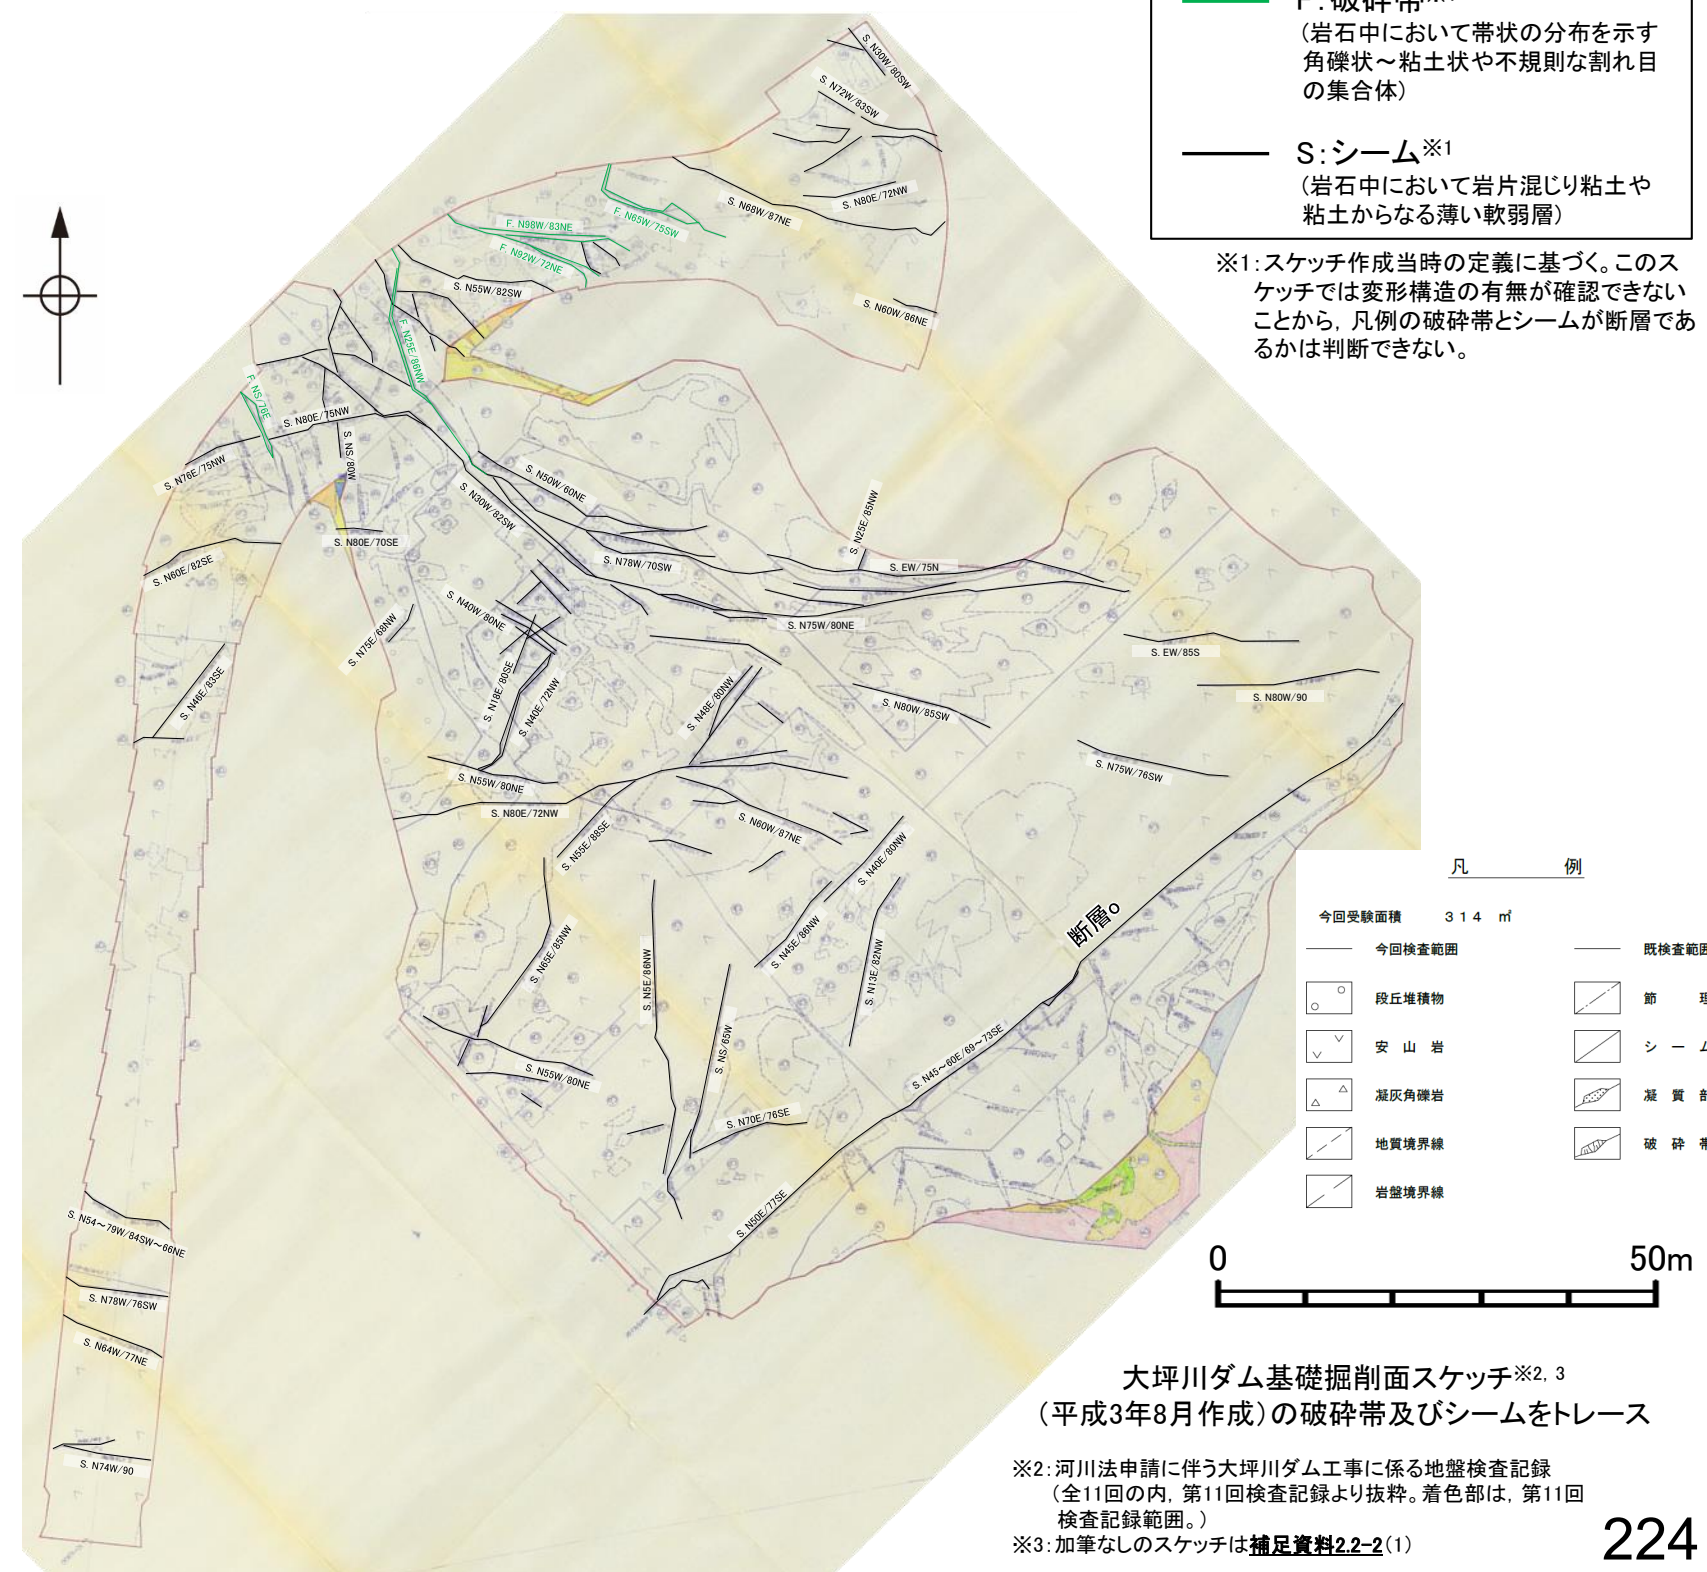 F:破砕帯※1
(岩石中において帯状の分布を示す
角礫状～粘土状や不規則な割れ目
の集合体)
S:シーム※1
(岩石中において岩片混じり粘土や
粘土からなる薄い軟弱層)
※1:スケッチ作成当時の定義に基づく。このス
ケッチでは変形構造の有無が確認できない
ことから, 凡例の破砕帯とシームが断層であ
るかは判断できない。
S. N30W/80SW
S. N72W/83SW
S. N80E/72NW
S. N68W/87NE
F. N65W/75SW
F. N98W/83NE
F. N92W/72NE
S. N55W/82SW
S. N60W/86NE
F. N25E/86NW
F. NS/76E
S. N80E/75NW
S. NS/80W
S. N76E/75NW
S. N50W/60NE
S. N30W/82SW
S. N25E/85NW
S. N80E/70SE
S. N60E/82SE
S. N78W/70SW
S. EW/75N
S. N40W/80NE
S. N75W/80NE
S. N75E/68NW
S. EW/85S
S. N46E/83SE
S. N18E/80SE
S. N40E/72NW
S. N48E/80NW
S. N80W/85SW
S. N80W/90
S. N75W/76SW
S. N55W/80NE
S. N80E/72NW
S. N55E/88SE
S. N60W/87NE
S. N40E/80NW
断層o
S. N65E/85NW
S. N5E/86NW
S. N45E/86NW
S. N13E/82NW
S. NS/65W
S. N45～60E/69～73SE
S. N55W/80NE
S. N70E/76SE
S. N50E/77SE
S. N54～79W/84SW～66NE
S. N78W/76SW
S. N64W/77NE
S. N74W/90
凡 例
今回受験面積 314 ㎡
今回検査範囲 既検査範囲
段丘堆積物 節 理
安 山 岩 シ ー ム
凝灰角礫岩 凝 質 部
地質境界線 破 砕 帯
岩盤境界線
0 50m
大坪川ダム基礎掘削面スケッチ※2, 3
(平成3年8月作成)の破砕帯及びシームをトレース
※2:河川法申請に伴う大坪川ダム工事に係る地盤検査記録
(全11回の内, 第11回検査記録より抜粋。着色部は, 第11回
検査記録範囲。)
※3:加筆なしのスケッチは補足資料2.2-2(1)
224